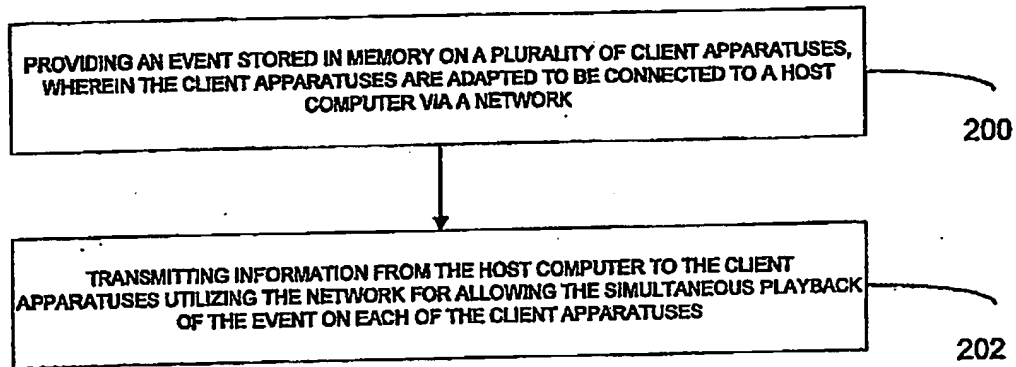 PROVIDING AN EVENT STORED IN MEMORY ON A PLURALITY OF CLIENT APPARATUSES,
WHEREIN THE CLIENT APPARATUSES ARE ADAPTED TO BE CONNECTED TO A HOST
COMPUTER VIA A NETWORK
200
TRANSMITTING INFORMATION FROM THE HOST COMPUTER TO THE CLIENT
APPARATUSES UTILIZING THE NETWORK FOR ALLOWING THE SIMULTANEOUS PLAYBACK
OF THE EVENT ON EACH OF THE CLIENT APPARATUSES
202